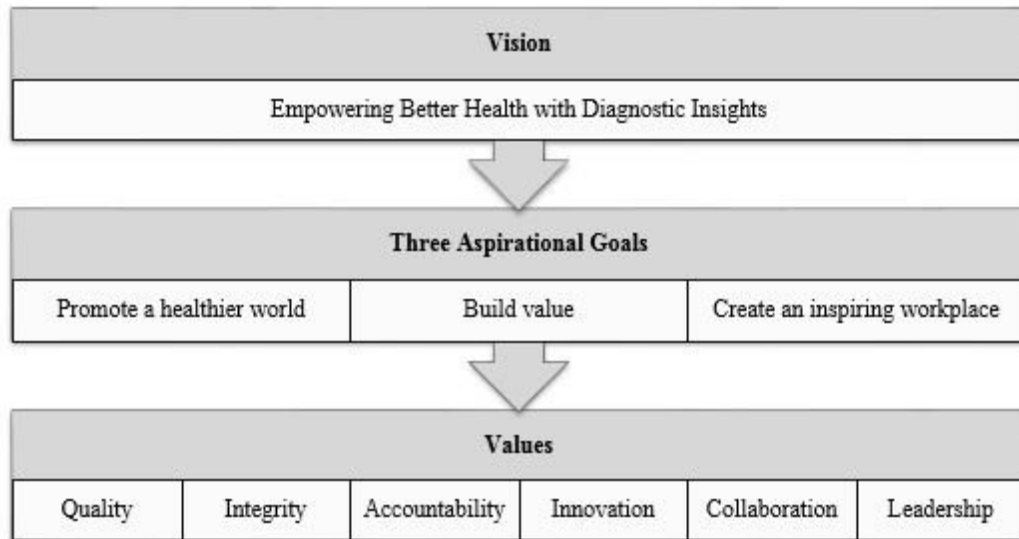 Vision
Empowering Better Health with Diagnostic Insights
Three Aspirational Goals
Promote a healthier world
Build value
Create an inspiring workplace
Values
Quality
Integrity
Accountability
Innovation
Collaboration
Leadership